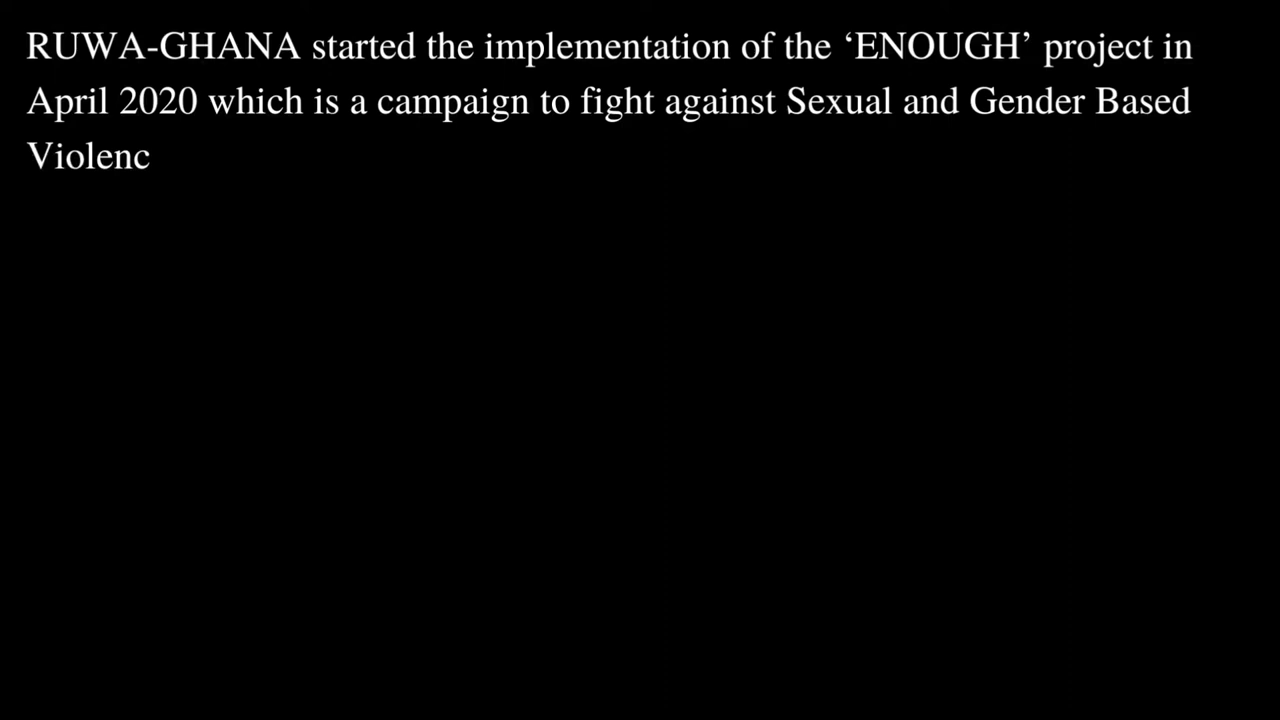 RUWA-GHANA started the implementation of the ‘ENOUGH’ project in
April 2020 which is a campaign to fight against Sexual and Gender Based
Violenc